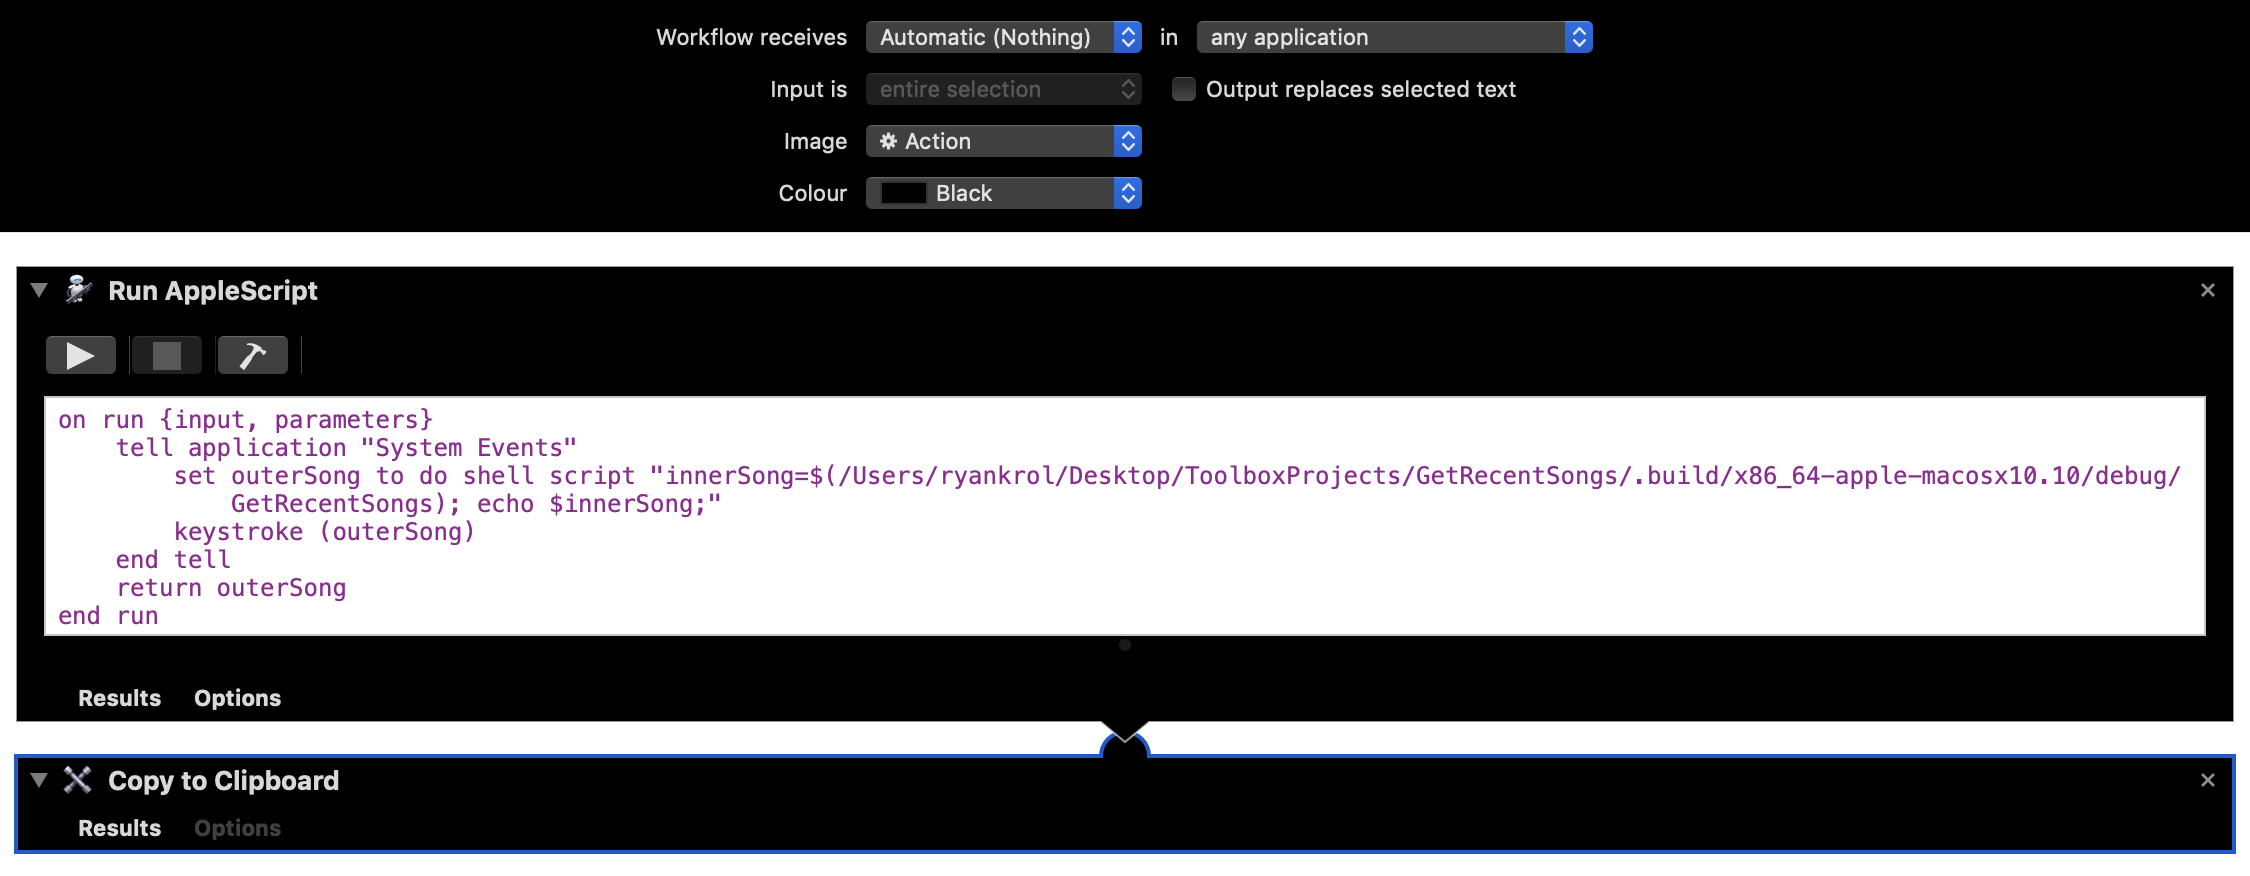 Workflow receives Automatic (Nothing) in any application
Input is entire selection Output replaces selected text
Image Action
Colour Black
Run AppleScript
on run {input, parameters}
tell application "System Events"
set outerSong to do shell script "innerSong=$(/Users/ryankrol/Desktop/ToolboxProjects/GetRecentSongs/.build/x86_64-apple-macosx10.10/debug/
GetRecentSongs); echo $innerSong;"
keystroke (outerSong)
end tell
return outerSong
end run
Results Options
Copy to Clipboard
Results Options